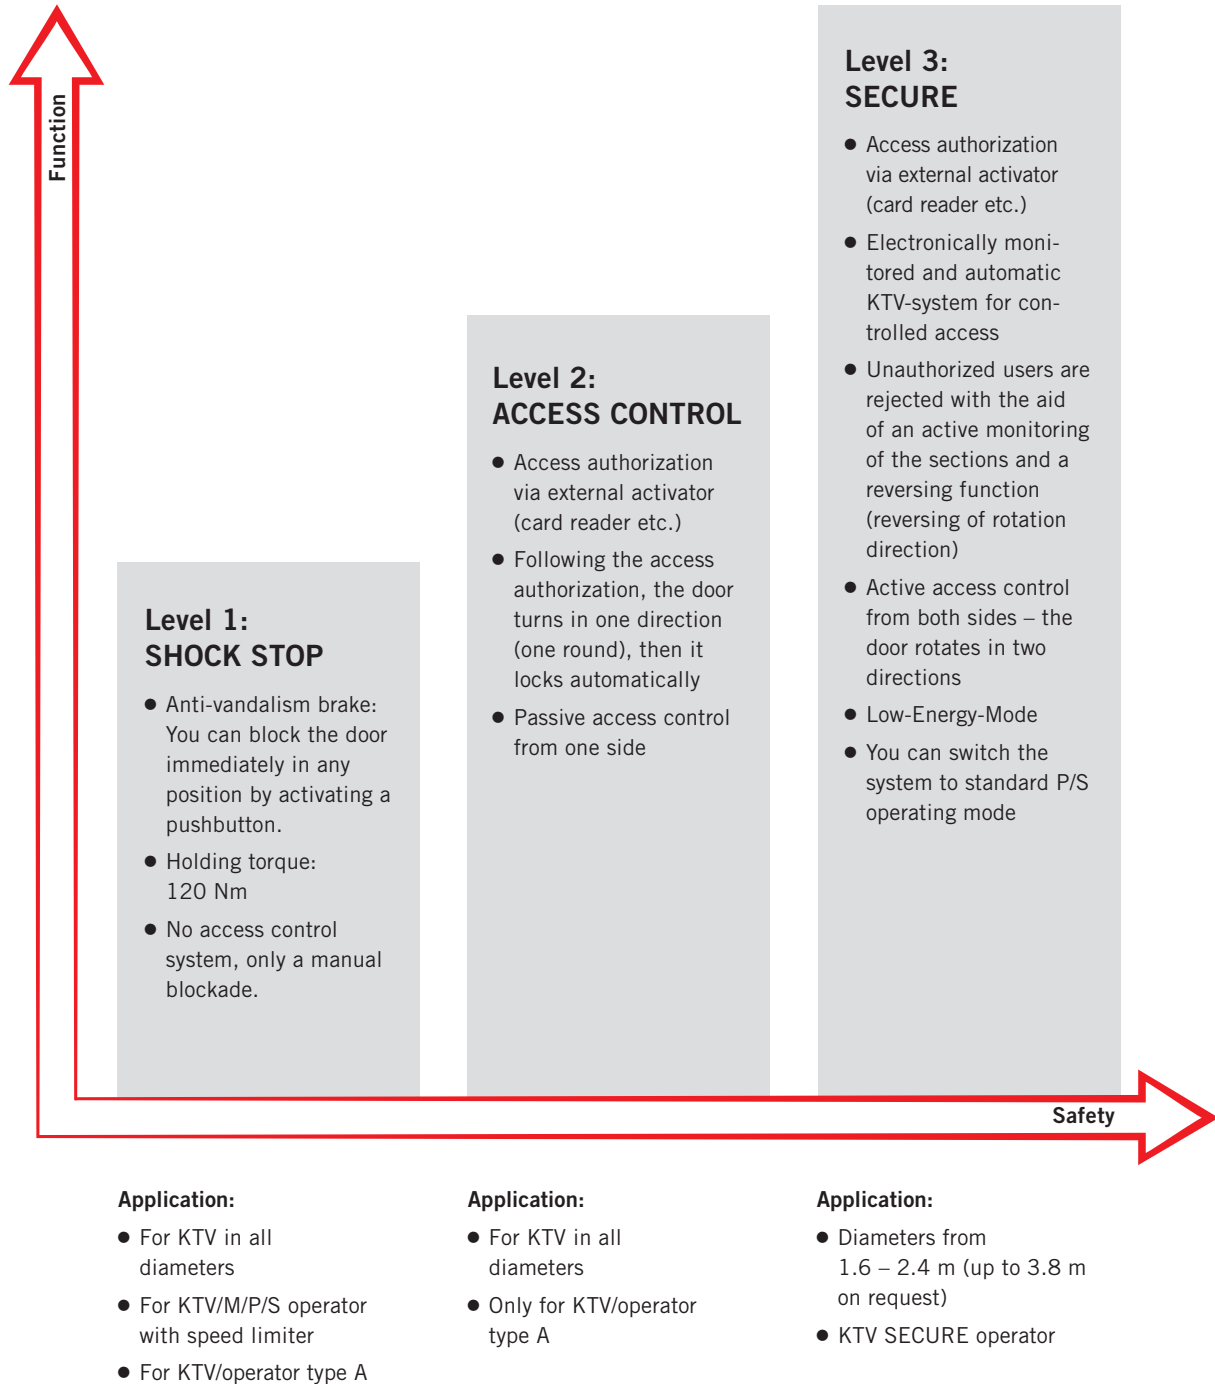 Function
Level 1:
SHOCK STOP
● Anti-vandalism brake:
You can block the door
immediately in any
position by activating a
pushbutton.
● Holding torque:
120 Nm
● No access control
system, only a manual
blockade.
Level 2:
ACCESS CONTROL
● Access authorization
via external activator
(card reader etc.)
● Following the access
authorization, the door
turns in one direction
(one round), then it
locks automatically
● Passive access control
from one side
Level 3:
SECURE
● Access authorization
via external activator
(card reader etc.)
● Electronically moni-
tored and automatic
KTV-system for con-
trolled access
● Unauthorized users are
rejected with the aid
of an active monitoring
of the sections and a
reversing function
(reversing of rotation
direction)
● Active access control
from both sides – the
door rotates in two
directions
● Low-Energy-Mode
● You can switch the
system to standard P/S
operating mode
Safety
Application:
● For KTV in all
diameters
● For KTV/M/P/S operator
with speed limiter
● For KTV/operator type A
Application:
● For KTV in all
diameters
● Only for KTV/operator
type A
Application:
● Diameters from
1.6 – 2.4 m (up to 3.8 m
on request)
● KTV SECURE operator